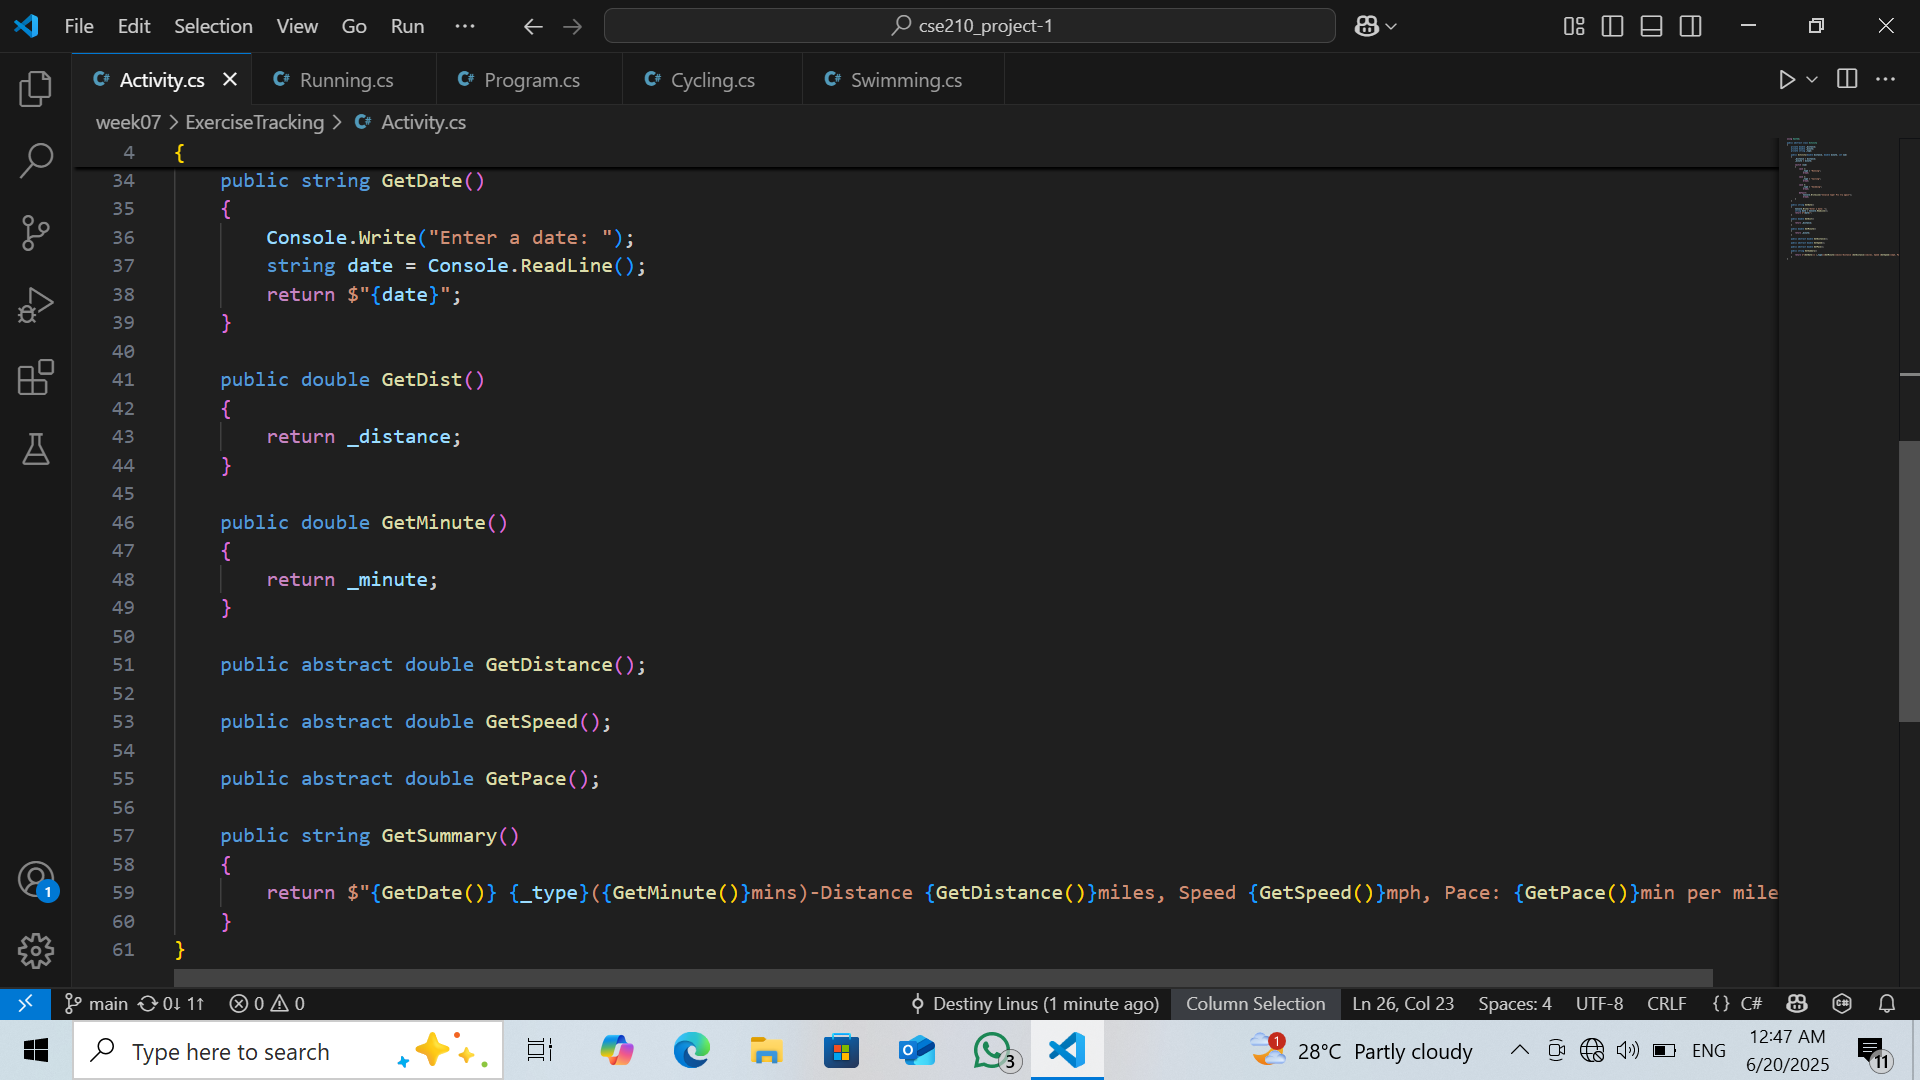 File Edit Selection View Go Run ··· cse210_project-1
Activity.cs Running.cs Program.cs Cycling.cs Swimming.cs
week07 > ExerciseTracking > Activity.cs
4 {
34 public string GetDate()
35 {
36 Console.Write("Enter a date: ");
37 string date = Console.ReadLine();
38 return $"{date}";
39 }
40
41 public double GetDist()
42 {
43 return _distance;
44 }
45
46 public double GetMinute()
47 {
48 return _minute;
49 }
50
51 public abstract double GetDistance();
52
53 public abstract double GetSpeed();
54
55 public abstract double GetPace();
56
57 public string GetSummary()
58 {
59 return $"{GetDate()} {_type}({GetMinute()}mins)-Distance {GetDistance()}miles, Speed {GetSpeed()}mph, Pace: {GetPace()}min per mile
60 }
61 }
1
main 0↓ 1↑ 0 0 Destiny Linus (1 minute ago) Column Selection Ln 26, Col 23 Spaces: 4 UTF-8 CRLF {} C#
Type here to search 3 1 28°C Partly cloudy ENG 12:47 AM
6/20/2025 11